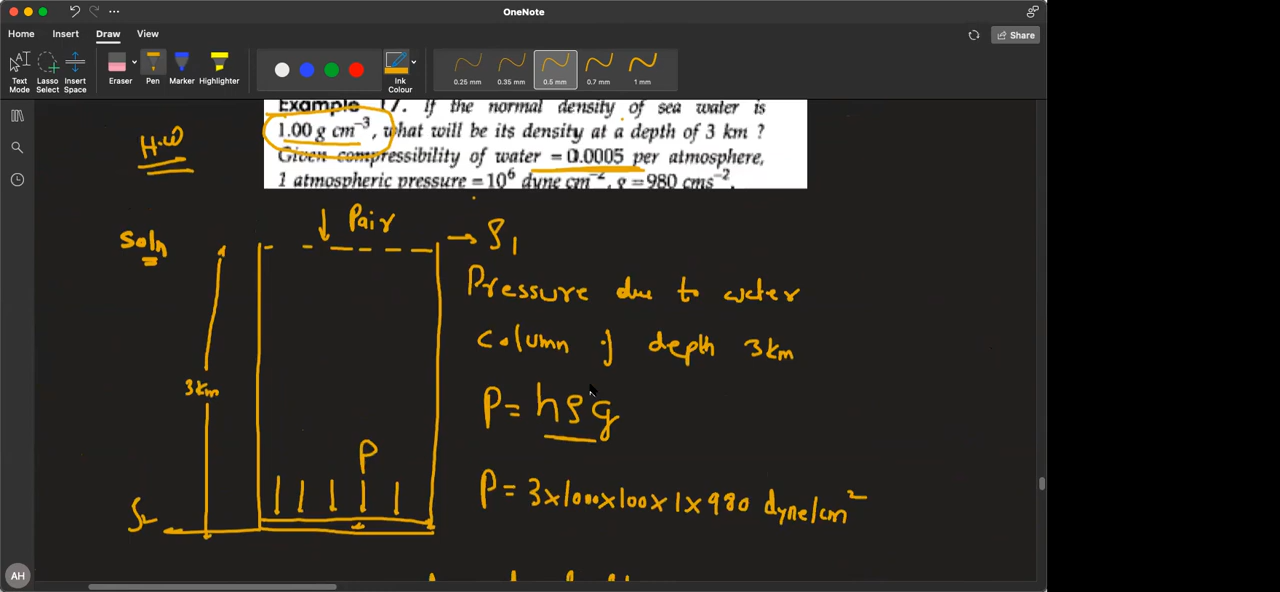 OneNote
Home Insert Draw View
Share
Text Mode Lasso Select Insert Space Eraser Pen Marker Highlighter Ink Colour 0.25 mm 0.35 mm 0.5 mm 0.7 mm 1 mm
Example 17. If the normal density of sea water is
H.W 1.00 g cm⁻³, what will be its density at a depth of 3 km ?
Given compressibility of water = 0.0005 per atmosphere,
1 atmospheric pressure = 10⁶ dyne cm⁻², g = 980 cms⁻².
Soln
↓ Pair
→ ρ₁
Pressure due to water
column of depth 3km
3km
P = hρg
P
P = 3×1000×100×1×980 dyne/cm²
AH